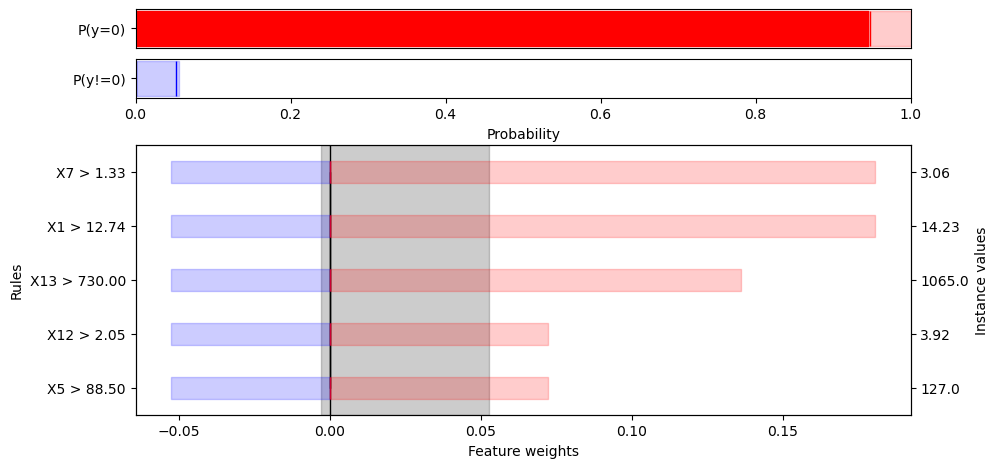 P(y=0)
P(y!=0)
0.0 0.2 0.4 0.6 0.8 1.0
Probability
X7 > 1.33 3.06
X1 > 12.74 14.23
X13 > 730.00 1065.0
X12 > 2.05 3.92
X5 > 88.50 127.0
Rules
Instance values
−0.05 0.00 0.05 0.10 0.15
Feature weights